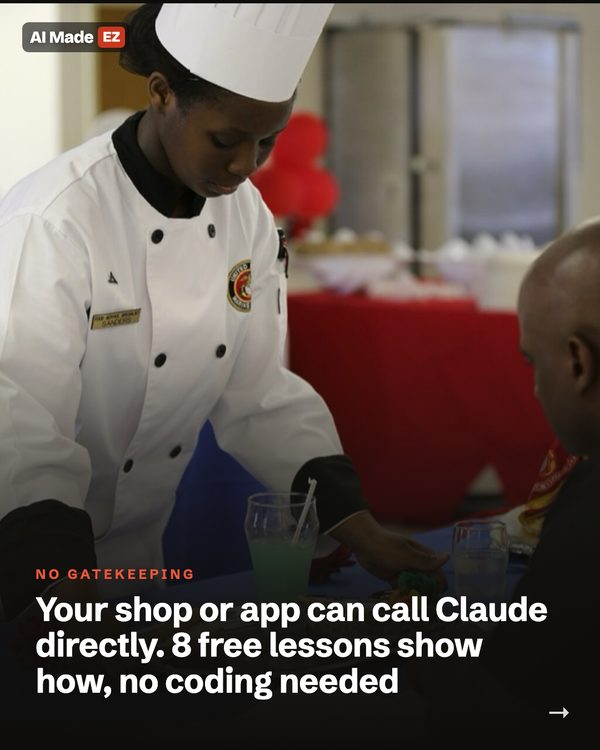 AI Made EZ
SANDERS
NO GATEKEEPING
Your shop or app can call Claude
directly. 8 free lessons show
how, no coding needed
→